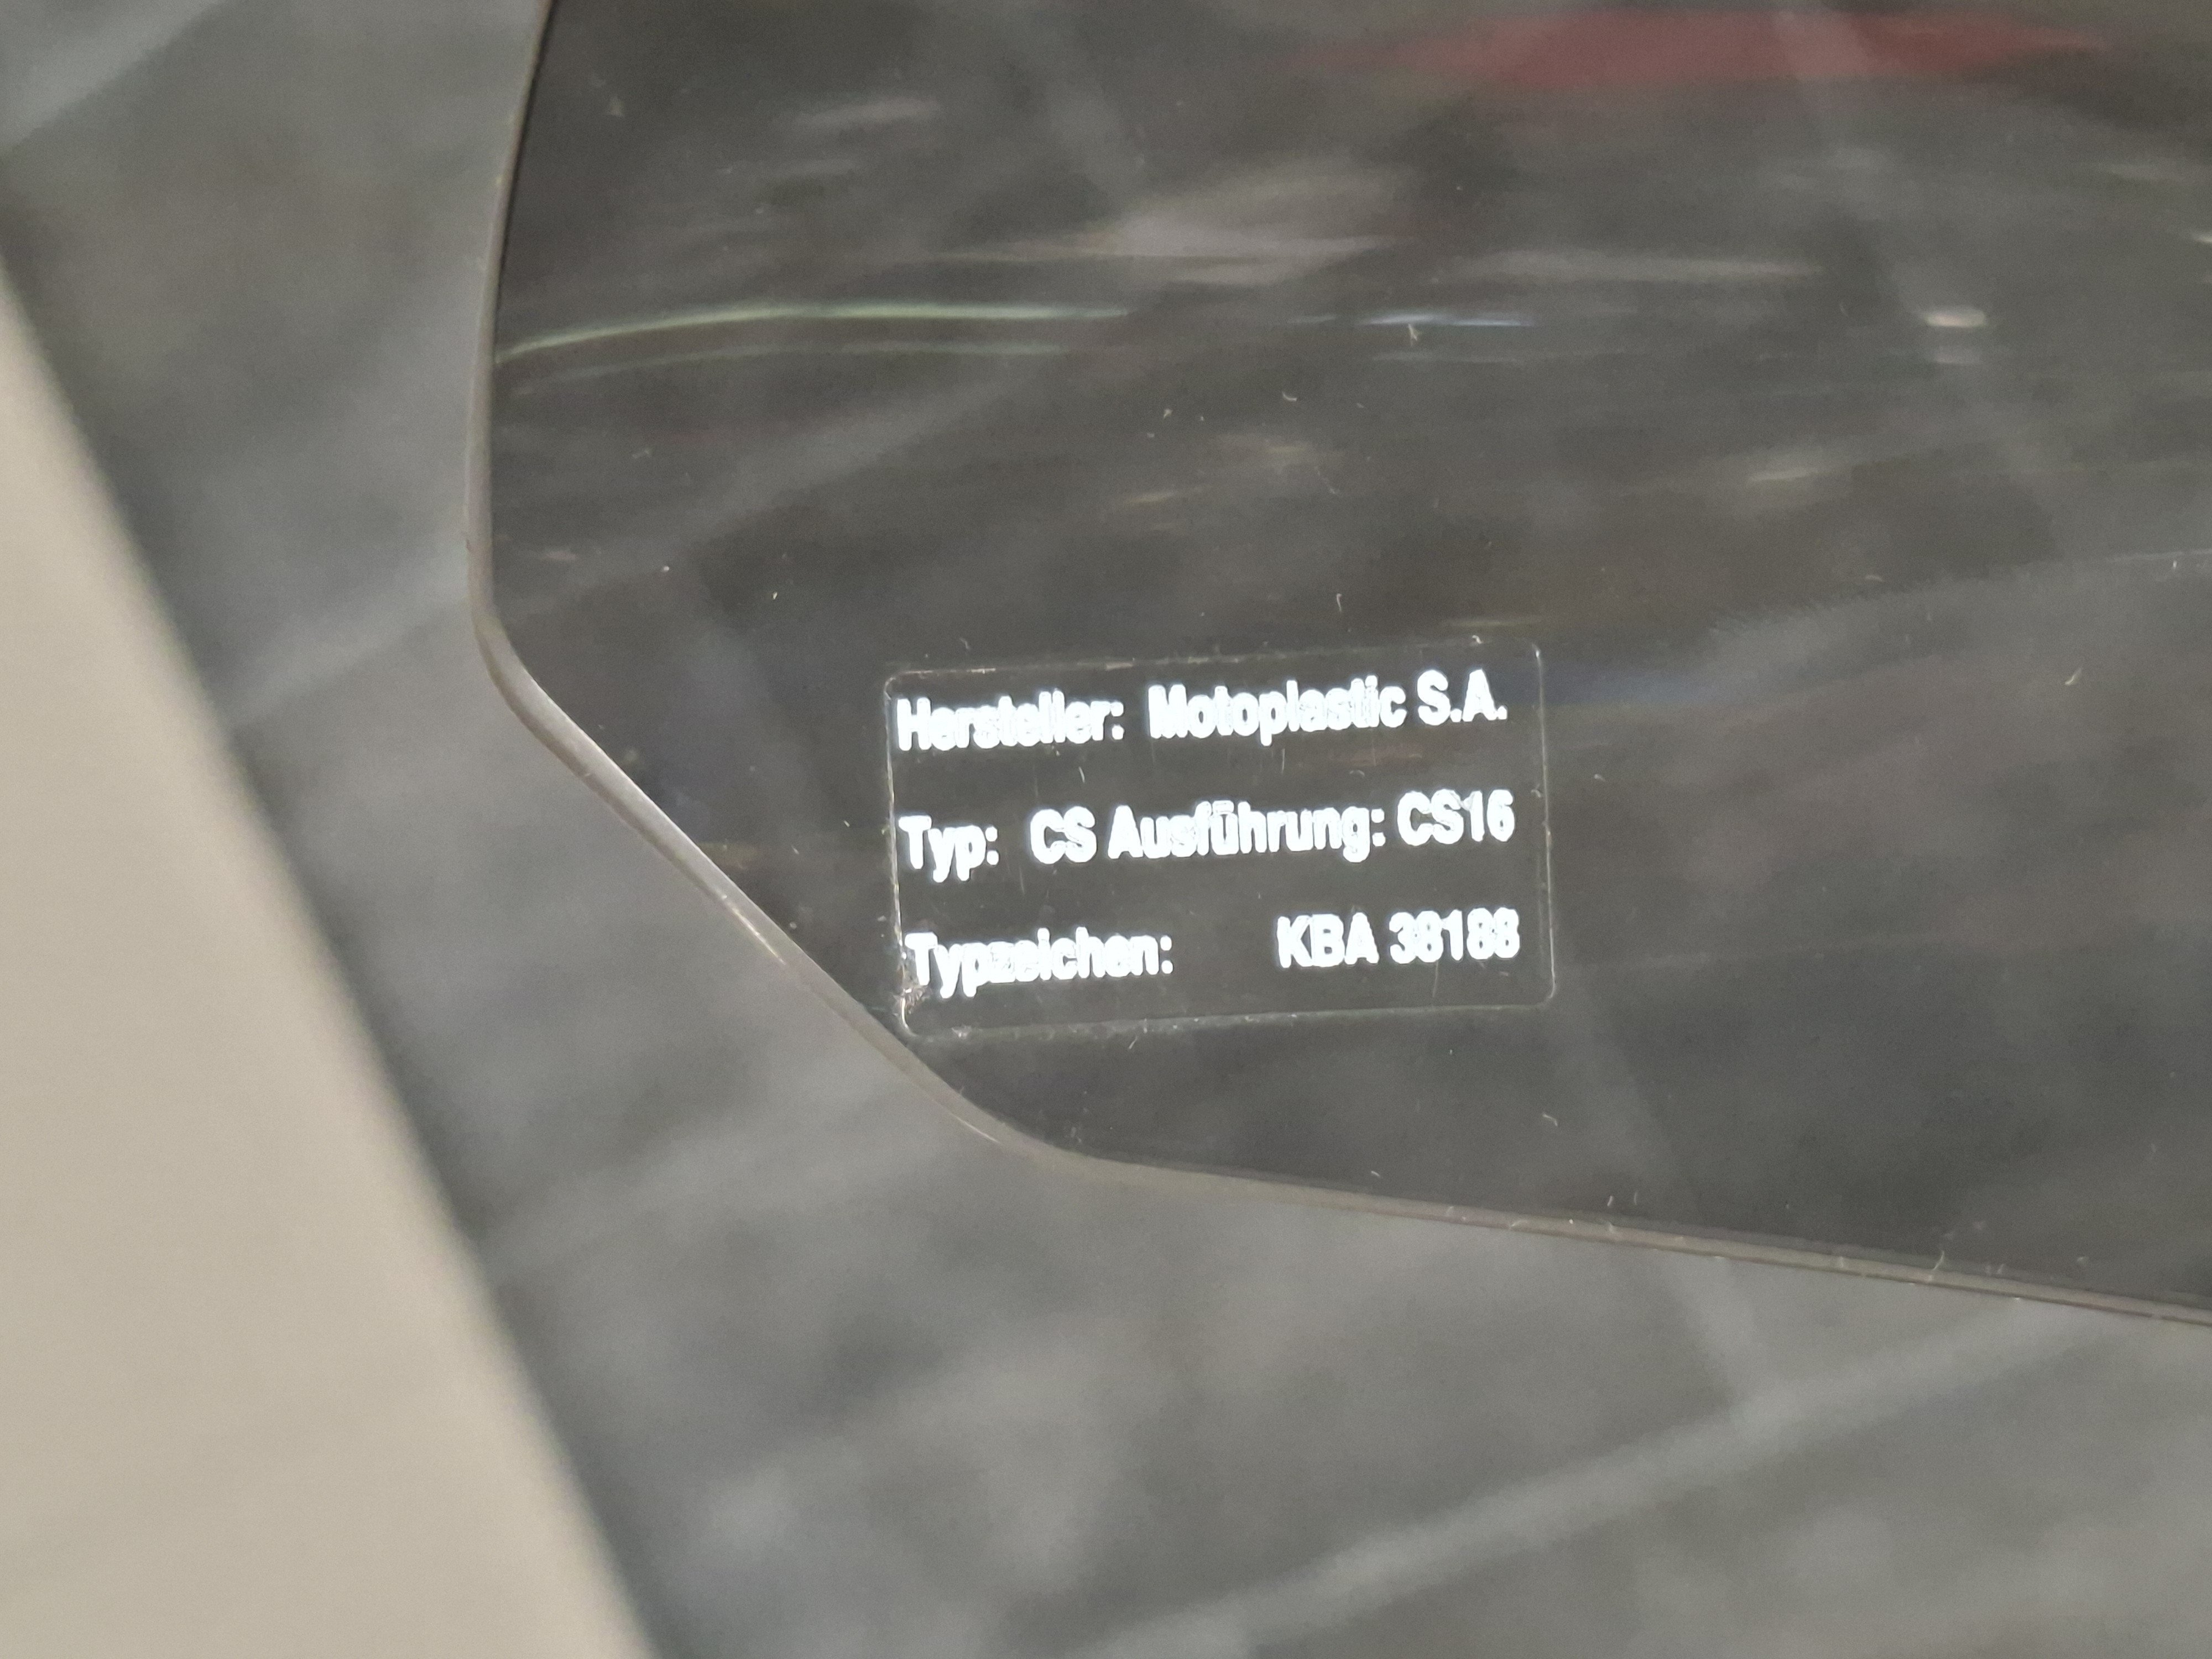 Hersteller: Motoplastic S.A.
Typ: CS Ausführung: CS16
Typzeichen: KBA 38188